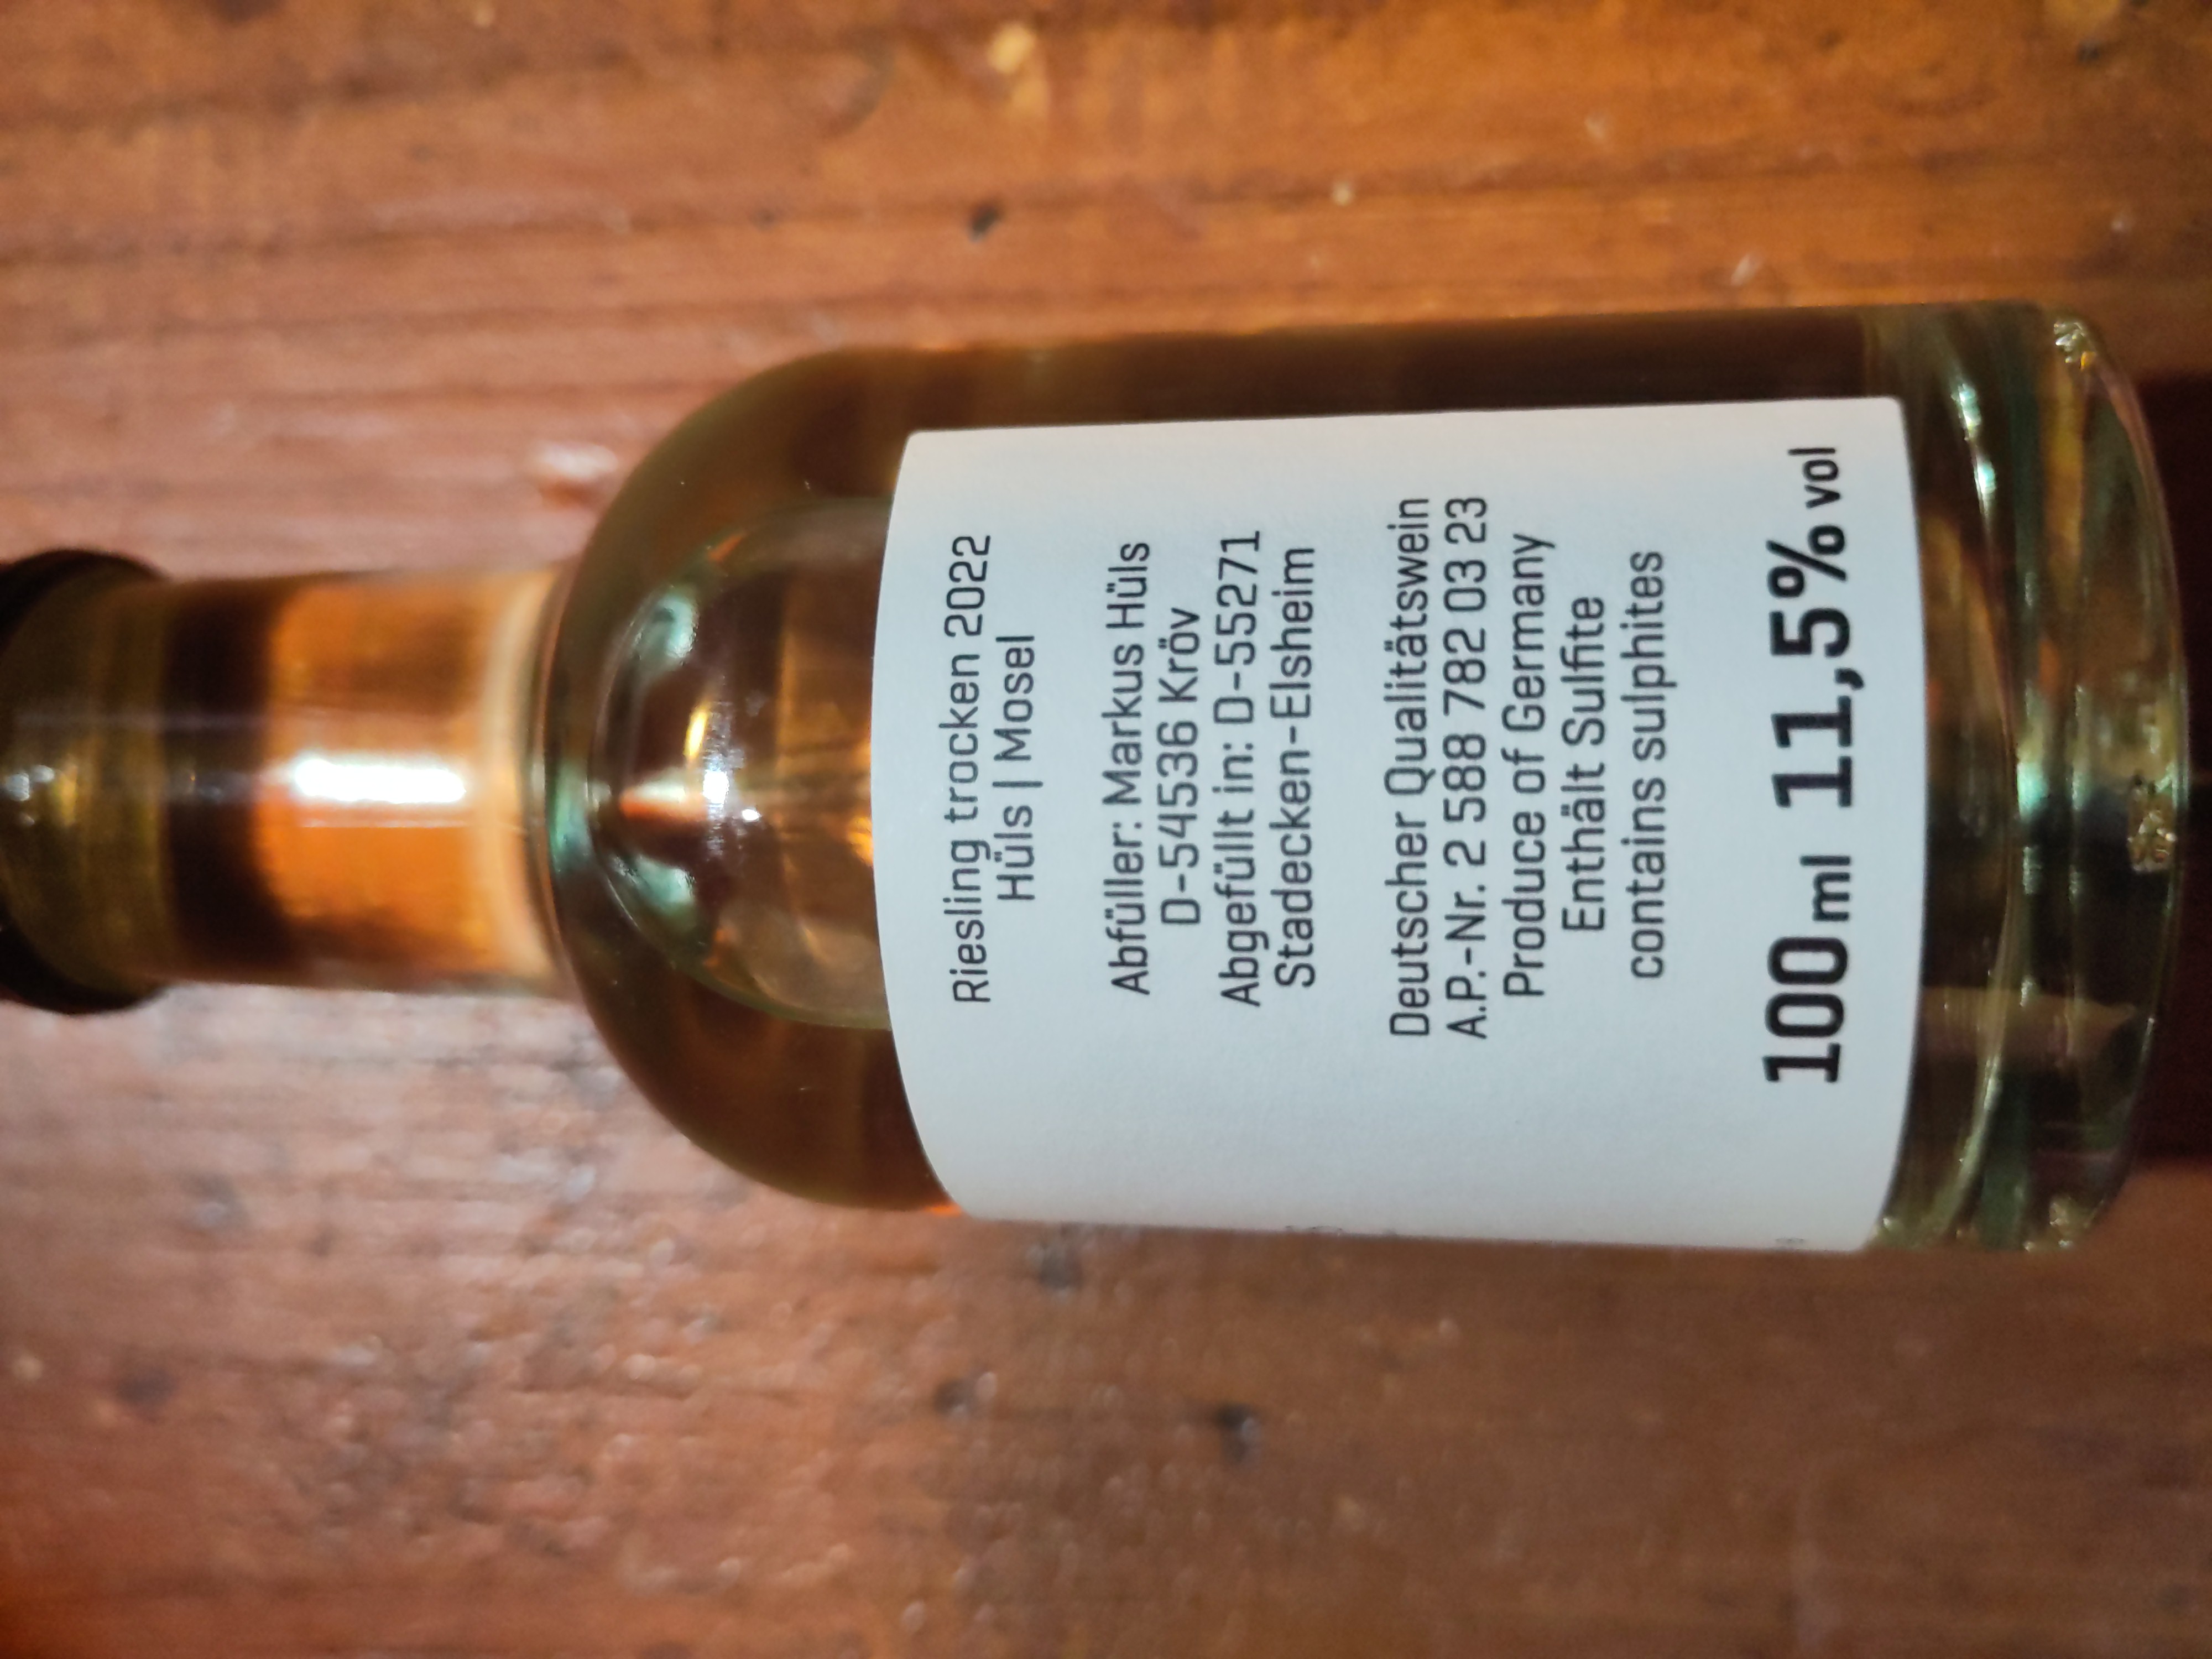 Riesling trocken 2022
Hüls | Mosel
Abfüller: Markus Hüls
D-54536 Kröv
Abgefüllt in: D-55271
Stadecken-Elsheim
Deutscher Qualitätswein
A.P.-Nr. 2 588 782 03 23
Produce of Germany
Enthält Sulfite
contains sulphites
100 ml 11,5% vol